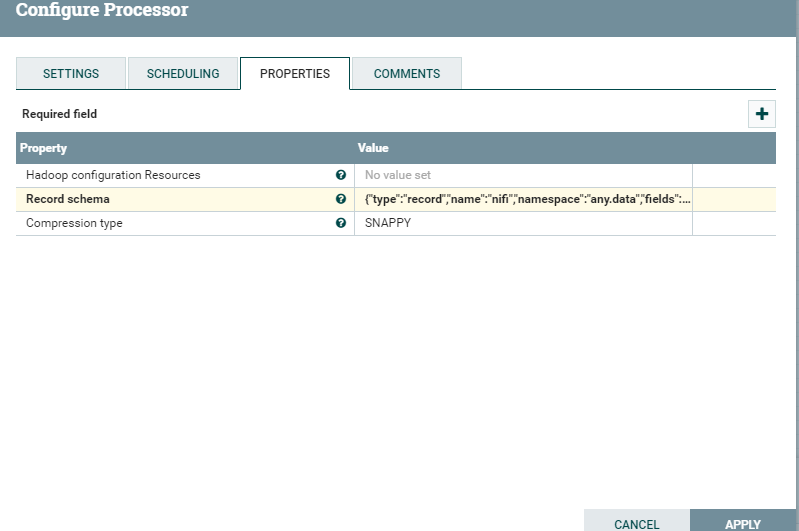 Configure Processor
SETTINGS SCHEDULING PROPERTIES COMMENTS
Required field
Property Value
Hadoop configuration Resources No value set
Record schema {"type":"record","name":"nifi","namespace":"any.data","fields":...
Compression type SNAPPY
CANCEL APPLY